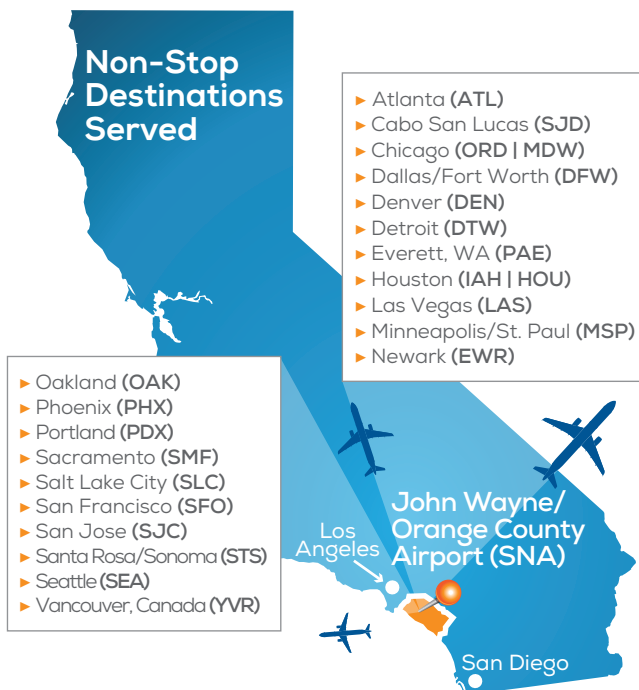 Non-Stop
Destinations
Served
► Atlanta (ATL)
► Cabo San Lucas (SJD)
► Chicago (ORD | MDW)
► Dallas/Fort Worth (DFW)
► Denver (DEN)
► Detroit (DTW)
► Everett, WA (PAE)
► Houston (IAH | HOU)
► Las Vegas (LAS)
► Minneapolis/St. Paul (MSP)
► Newark (EWR)
► Oakland (OAK)
► Phoenix (PHX)
► Portland (PDX)
► Sacramento (SMF)
► Salt Lake City (SLC)
► San Francisco (SFO)
► San Jose (SJC)
► Santa Rosa/Sonoma (STS)
► Seattle (SEA)
► Vancouver, Canada (YVR)
John Wayne/
Orange County
Airport (SNA)
Los
Angeles
San Diego